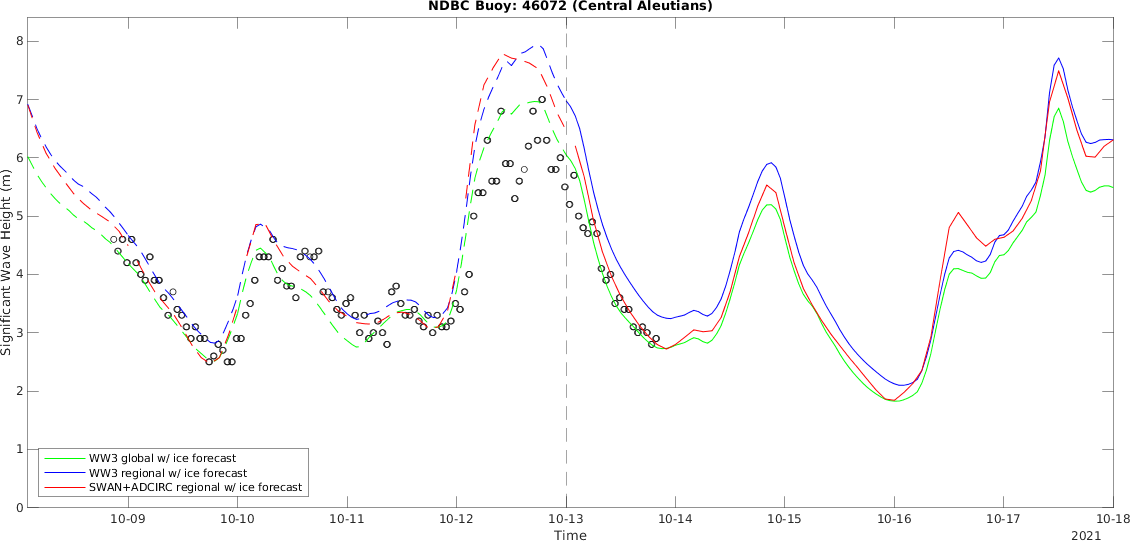 NDBC Buoy: 46072 (Central Aleutians)
8
7
6
5
4
3
2
1
0
Significant Wave Height (m)
WW3 global w/ ice forecast
WW3 regional w/ ice forecast
SWAN+ADCIRC regional w/ ice forecast
10-09 10-10 10-11 10-12 10-13 10-14 10-15 10-16 10-17 10-18
Time
2021